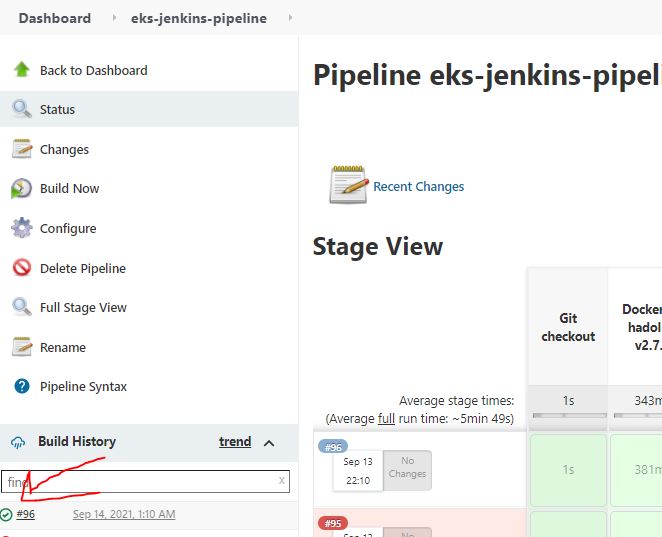 Dashboard eks-jenkins-pipeline
Back to Dashboard
Status
Changes
Build Now
Configure
Delete Pipeline
Full Stage View
Rename
Pipeline Syntax
Build History trend
find x
#96 Sep 14, 2021, 1:10 AM
Pipeline eks-jenkins-pipeli
Recent Changes
Stage View
Git
checkout
Docker
hadol
v2.7.
Average stage times:
(Average full run time: ~5min 49s)
1s
343m
#96
Sep 13
22:10
No
Changes
1s
381m
#95
Sep 13
No